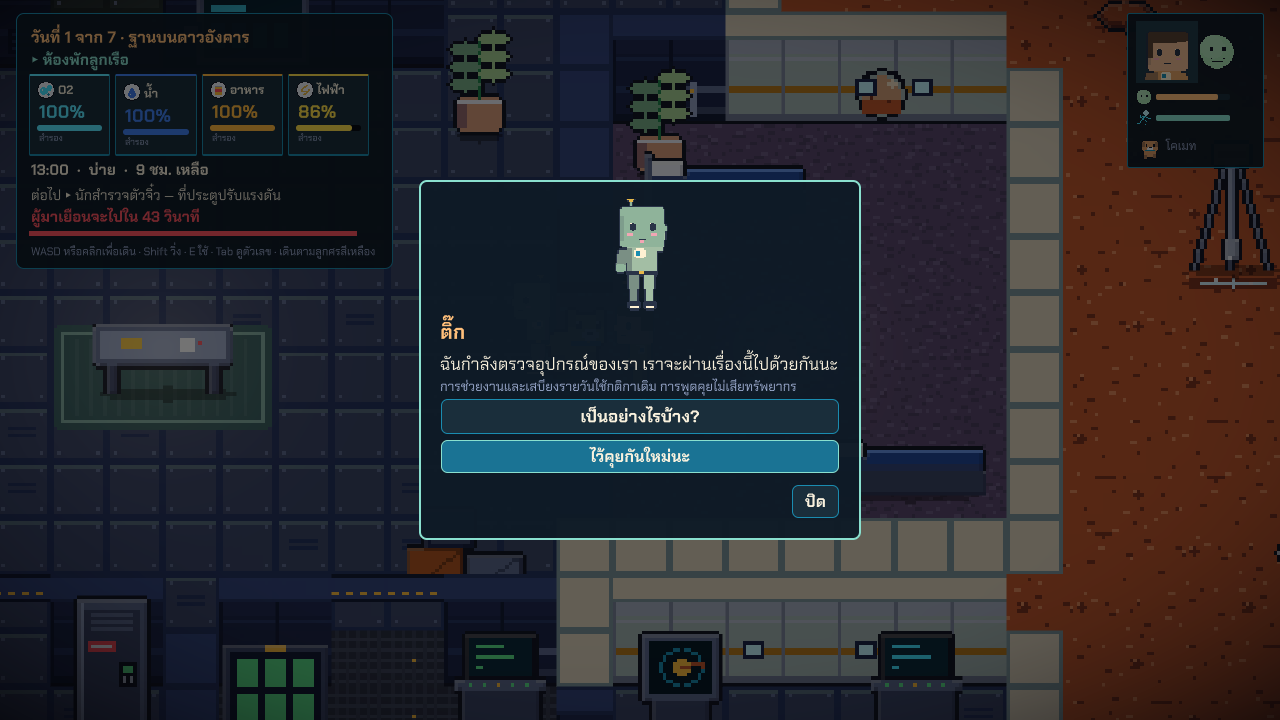 วันที่ 1 จาก 7 · ฐานบนดาวอังคาร
▸ ห้องพักลูกเรือ
O2
100%
สำรอง
น้ำ
100%
สำรอง
อาหาร
100%
สำรอง
ไฟฟ้า
86%
สำรอง
13:00 · บ่าย · 9 ชม. เหลือ
ต่อไป ▸ นักสำรวจตัวจิ๋ว — ที่ประตูปรับแรงดัน
ผู้มาเยือนจะไปใน 43 วินาที
WASD หรือคลิกเพื่อเดิน · Shift วิ่ง · E ใช้ · Tab ดูตัวเลข · เดินตามลูกศรสีเหลือง
โคเมท
ติ๊ก
ฉันกำลังตรวจอุปกรณ์ของเรา เราจะผ่านเรื่องนี้ไปด้วยกันนะ
การช่วยงานและเสบียงรายวันใช้กติกาเดิม การพูดคุยไม่เสียทรัพยากร
เป็นอย่างไรบ้าง?
ไว้คุยกันใหม่นะ
ปิด